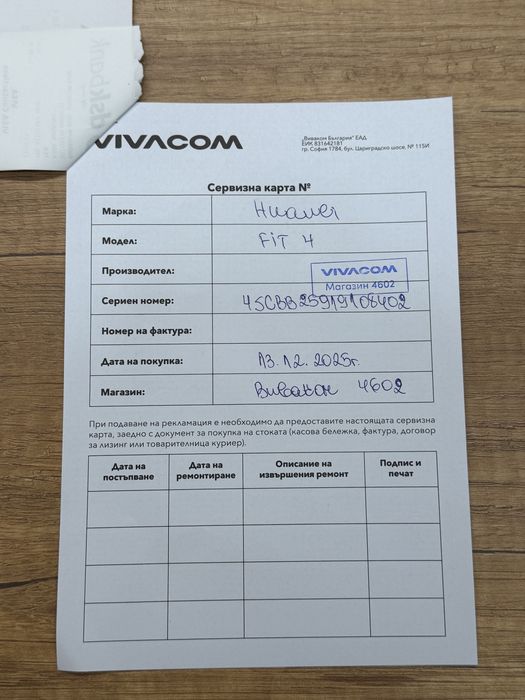 dskbank
VIVACOM
„Виваком България" ЕАД
ЕИК 831642181
гр. София 1784, бул. Цариградско шосе, № 115И
Сервизна карта №
Марка: Huawei
Модел: FiT 4
Производител:
VIVACOM
Магазин 4602
Сериен номер: 4SCBB25919108402
Номер на фактура:
Дата на покупка: 13.12.2025г.
Магазин: Виваком 4602
При подаване на рекламация е необходимо да предоставите настоящата сервизна
карта, заедно с документ за покупка на стоката (касова бележка, фактура, договор
за лизинг или товарителница куриер).
Дата на постъпване Дата на ремонтиране Описание на извършения ремонт Подпис и печат